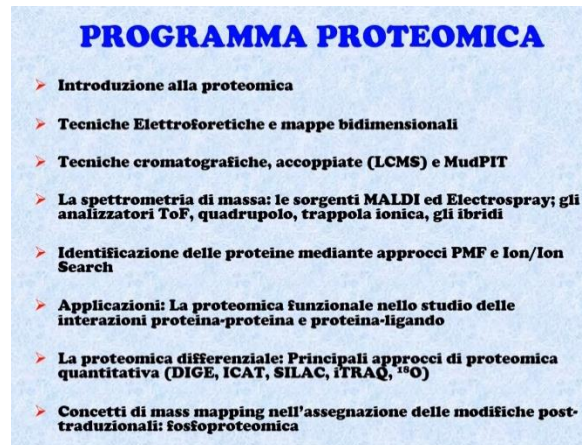 PROGRAMMA PROTEOMICA
➢ Introduzione alla proteomica
➢ Tecniche Elettroforetiche e mappe bidimensionali
➢ Tecniche cromatografiche, accoppiate (LCMS) e MudPIT
➢ La spettrometria di massa: le sorgenti MALDI ed Electrospray; gli
analizzatori ToF, quadrupolo, trappola ionica, gli ibridi
➢ Identificazione delle proteine mediante approcci PMF e Ion/Ion
Search
➢ Applicazioni: La proteomica funzionale nello studio delle
interazioni proteina-proteina e proteina-ligando
➢ La proteomica differenziale: Principali approcci di proteomica
quantitativa (DIGE, ICAT, SILAC, iTRAQ, ¹⁸O)
➢ Concetti di mass mapping nell'assegnazione delle modifiche post-
traduzionali: fosfoproteomica